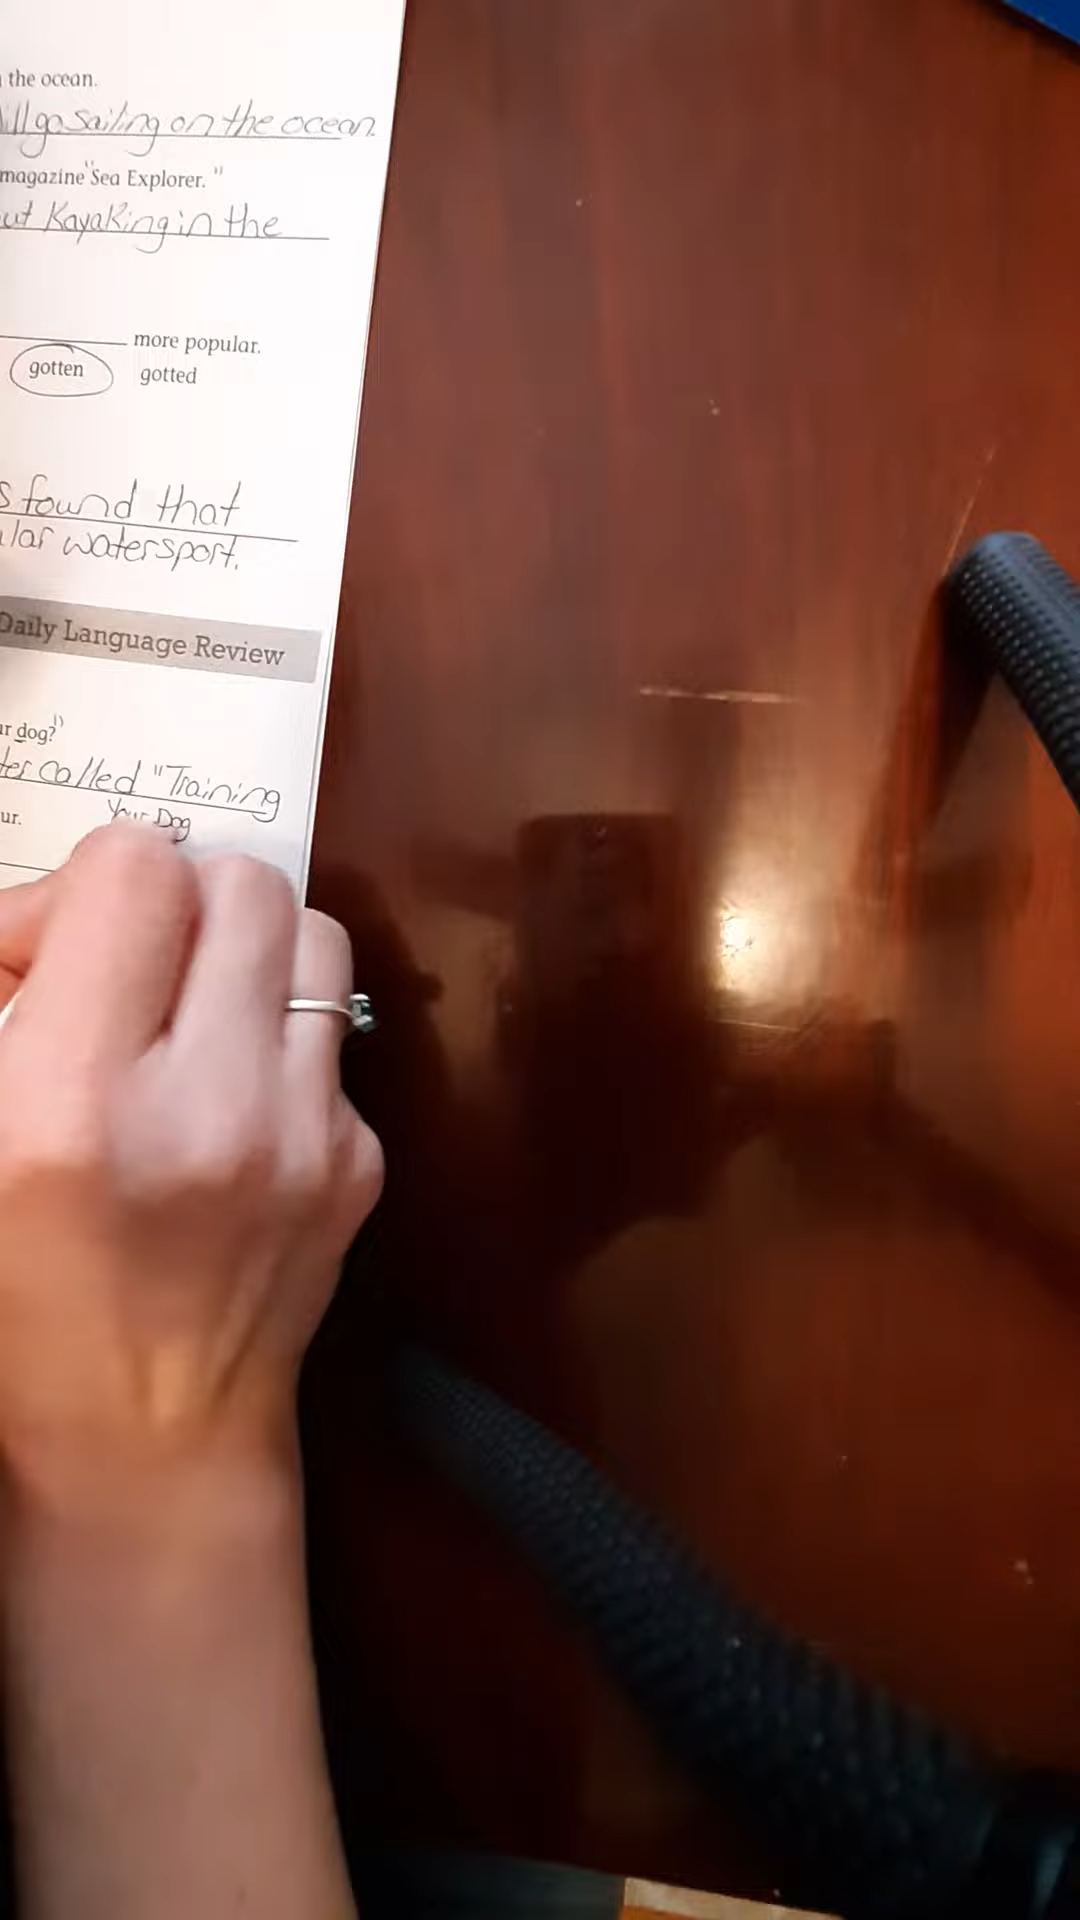 the ocean.
ll go sailing on the ocean.
magazine "Sea Explorer."
ut Kayaking in the
more popular.
gotten gotted
s found that
lar watersport.
Daily Language Review
ur dog?"
ter called "Training
Your Dog
ur.